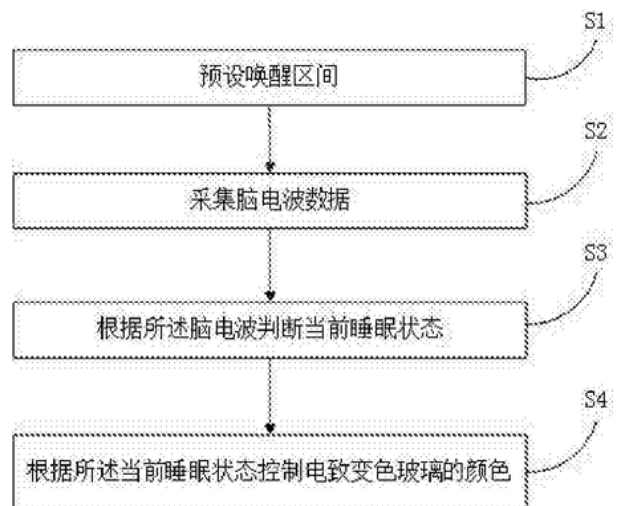 S1
预设唤醒区间
S2
采集脑电波数据
S3
根据所述脑电波判断当前睡眠状态
S4
根据所述当前睡眠状态控制电致变色玻璃的颜色